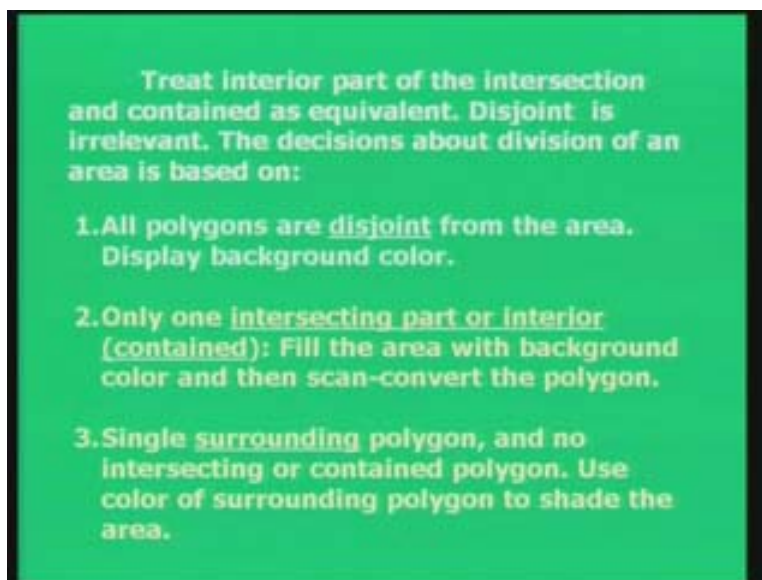 Treat interior part of the intersection
and contained as equivalent. Disjoint is
irrelevant. The decisions about division of an
area is based on:
1.All polygons are disjoint from the area.
Display background color.
2.Only one intersecting part or interior
(contained): Fill the area with background
color and then scan-convert the polygon.
3.Single surrounding polygon, and no
intersecting or contained polygon. Use
color of surrounding polygon to shade the
area.